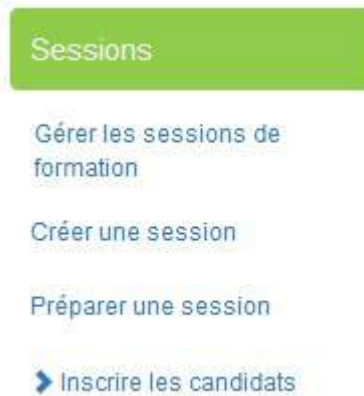 Sessions
Gérer les sessions de
formation
Créer une session
Préparer une session
Inscrire les candidats